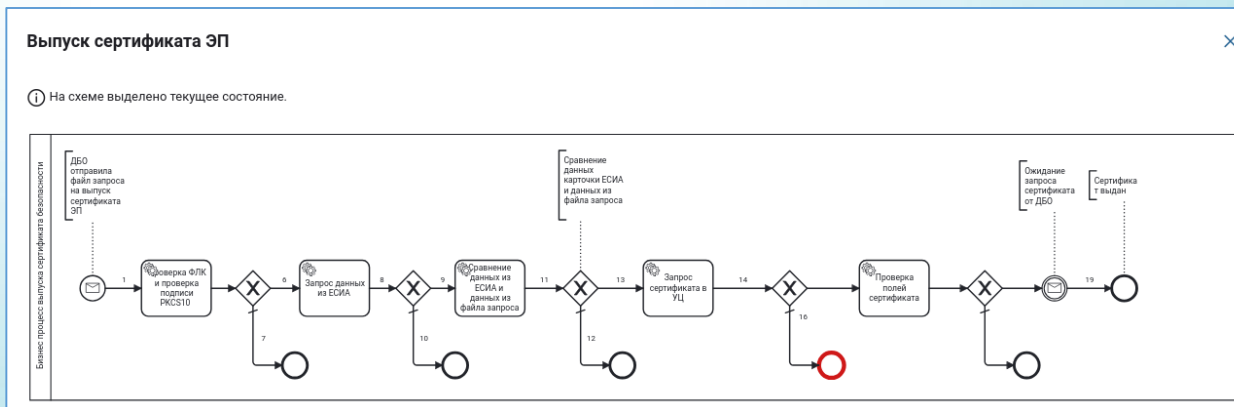 Выпуск сертификата ЭП
На схеме выделено текущее состояние.
Бизнес процесс выпуска сертификата безопасности
ДБО
отправила
файл запроса
на выпуск
сертификата
ЭП
1
роверка ФЛК
и проверка
подписи
PKCS10
6
7
Запрос данных
из ЕСИА
8
9
10
Сравнение
данных из
ЕСИА и
данных из
файла запроса
11
Сравнение
данных
карточки ЕСИА
и данных из
файла запроса
13
12
Запрос
сертификата в
УЦ
14
16
Проверка
полей
сертификата
Ожидание
запроса
сертификата
от ДБО
19
Сертифика
т выдан